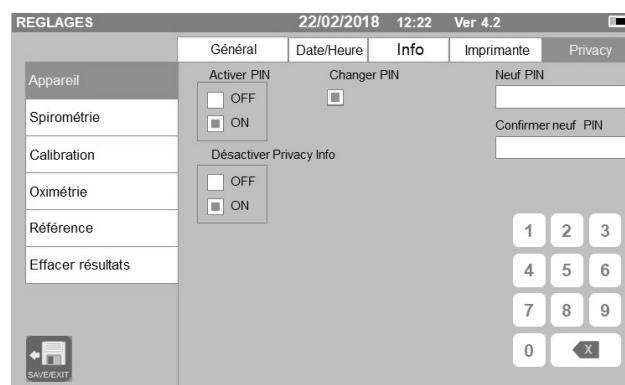 REGLAGES 22/02/2018 12:22 Ver 4.2
Général Date/Heure Info Imprimante Privacy
Appareil
Spirométrie
Calibration
Oximétrie
Référence
Effacer résultats
Activer PIN Changer PIN Neuf PIN
OFF
ON
Confirmer neuf PIN
Désactiver Privacy Info
OFF
ON
1 2 3
4 5 6
7 8 9
0 X
SAVE/EXIT